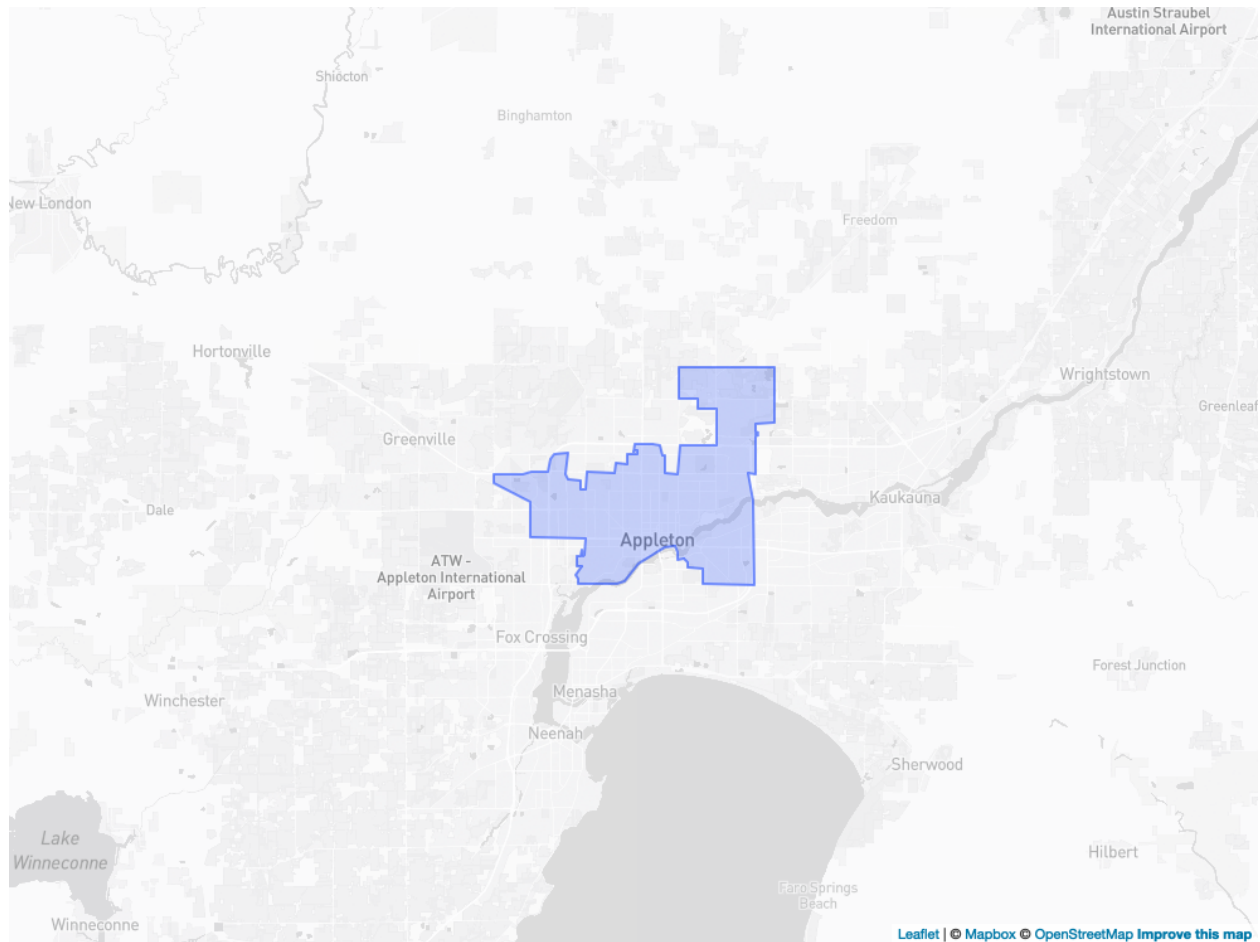 Austin Straubel
International Airport
Shiocton
Binghamton
New London
Freedom
Hortonville
Wrightstown
Greenleaf
Greenville
Kaukauna
Dale
Appleton
ATW -
Appleton International
Airport
Fox Crossing
Forest Junction
Menasha
Winchester
Neenah
Sherwood
Lake
Winneconne
Hilbert
Faro Springs
Beach
Winneconne
Leaflet | © Mapbox © OpenStreetMap Improve this map